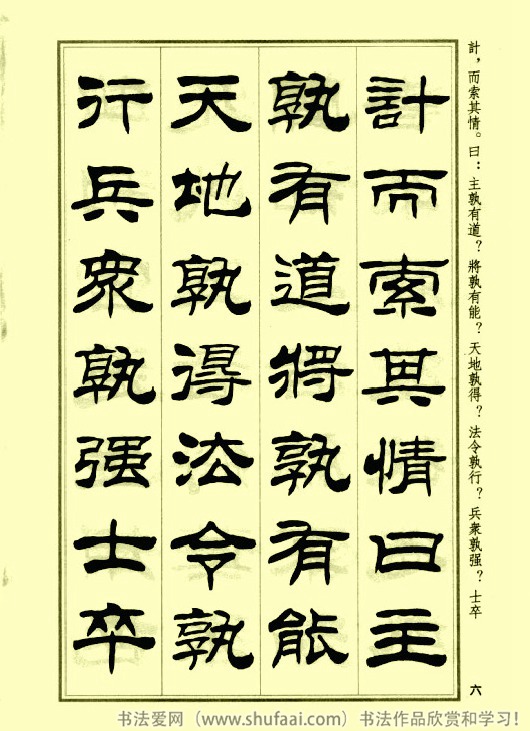 計而索其情曰主
孰有道將孰有能
天地孰得法令孰
行兵衆孰强士卒
計，而索其情。曰：主孰有道？將孰有能？天地孰得？法令孰行？兵衆孰强？士卒
六
书法爱网（www.shufaai.com）书法作品欣赏和学习！